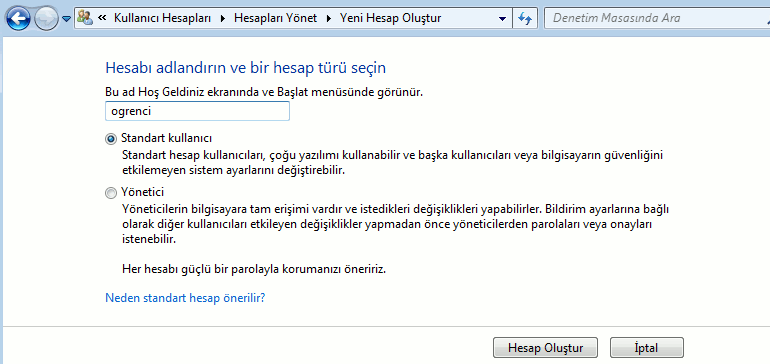 « Kullanıcı Hesapları ▸ Hesapları Yönet ▸ Yeni Hesap Oluştur
Denetim Masasında Ara
Hesabı adlandırın ve bir hesap türü seçin
Bu ad Hoş Geldiniz ekranında ve Başlat menüsünde görünür.
ogrenci
Standart kullanıcı
Standart hesap kullanıcıları, çoğu yazılımı kullanabilir ve başka kullanıcıları veya bilgisayarın güvenliğini
etkilemeyen sistem ayarlarını değiştirebilir.
Yönetici
Yöneticilerin bilgisayara tam erişimi vardır ve istedikleri değişiklikleri yapabilirler. Bildirim ayarlarına bağlı
olarak diğer kullanıcıları etkileyen değişiklikler yapmadan önce yöneticilerden parolaları veya onayları
istenebilir.
Her hesabı güçlü bir parolayla korumanızı öneririz.
Neden standart hesap önerilir?
Hesap Oluştur
İptal